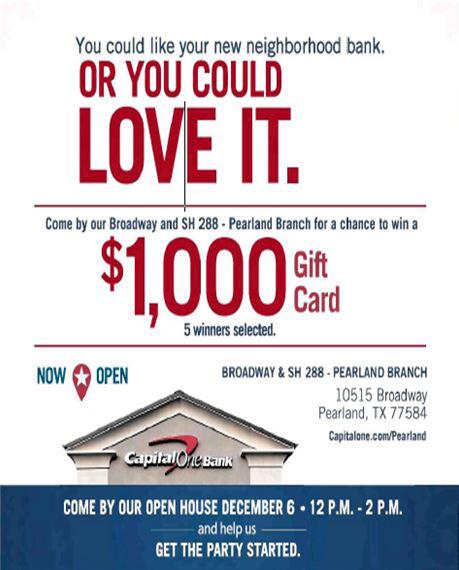 You could like your new neighborhood bank.
OR YOU COULD
LOVE IT.
Come by our Broadway and SH 288 - Pearland Branch for a chance to win a
$1,000 Gift Card
5 winners selected.
NOW OPEN
BROADWAY & SH 288 - PEARLAND BRANCH
10515 Broadway
Pearland, TX 77584
Capitalone.com/Pearland
Capital One Bank
COME BY OUR OPEN HOUSE DECEMBER 6 • 12 P.M. - 2 P.M.
and help us
GET THE PARTY STARTED.